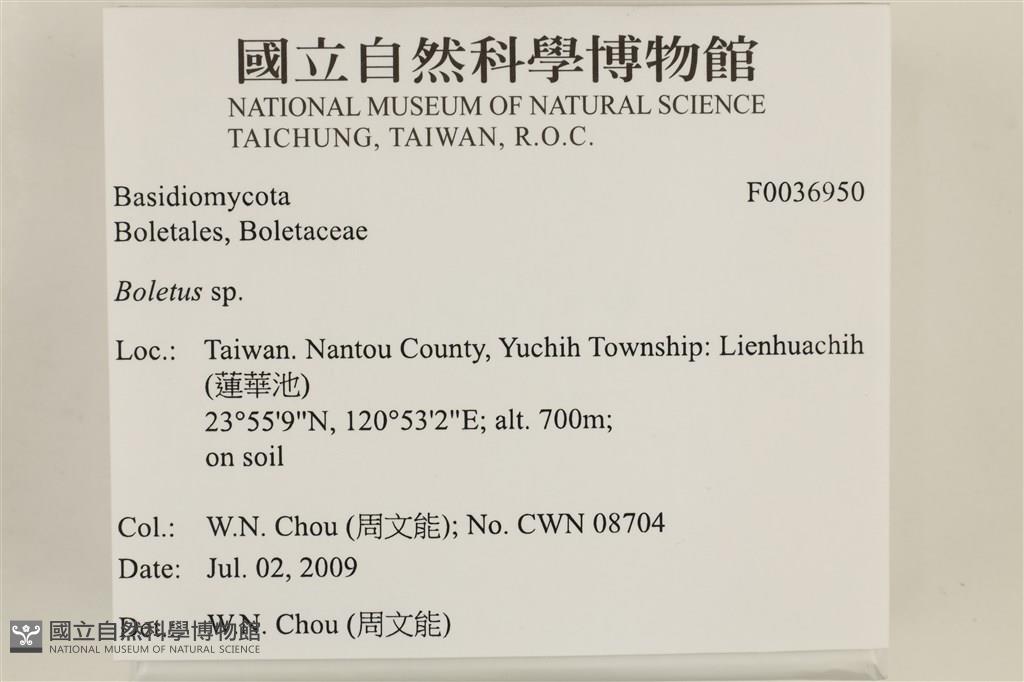 國立自然科學博物館
NATIONAL MUSEUM OF NATURAL SCIENCE
TAICHUNG, TAIWAN, R.O.C.
Basidiomycota F0036950
Boletales, Boletaceae
Boletus sp.
Loc.: Taiwan. Nantou County, Yuchih Township: Lienhuachih
(蓮華池)
23°55'9"N, 120°53'2"E; alt. 700m;
on soil
Col.: W.N. Chou (周文能); No. CWN 08704
Date: Jul. 02, 2009
Det.: W.N. Chou (周文能)
國立自然科學博物館
NATIONAL MUSEUM OF NATURAL SCIENCE